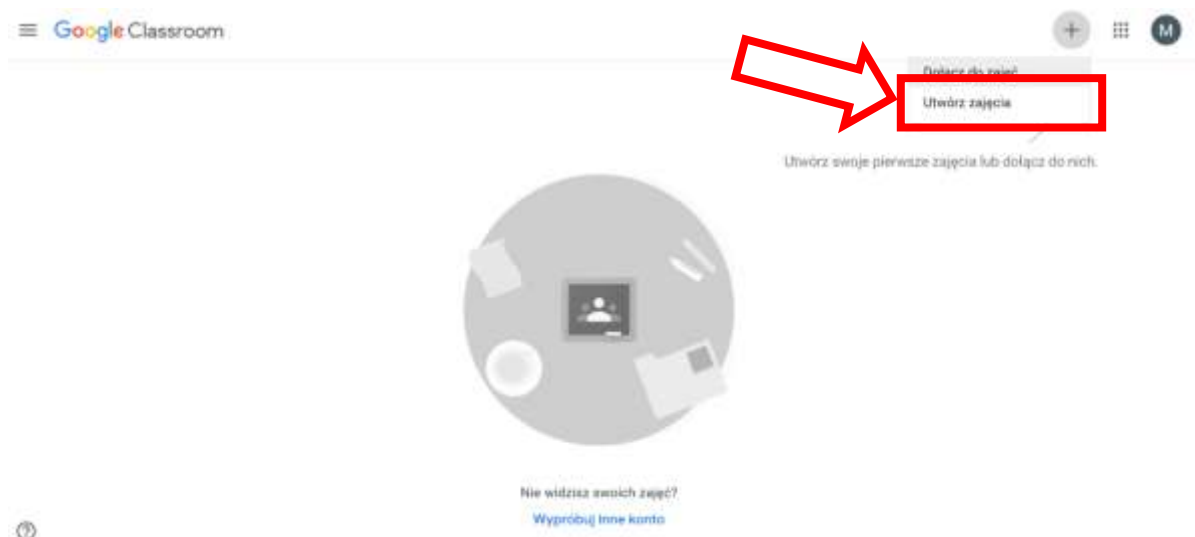 Google Classroom
M
Dołącz do zajęć
Utwórz zajęcia
Utwórz swoje pierwsze zajęcia lub dołącz do nich.
Nie widzisz swoich zajęć?
Wypróbuj inne konto